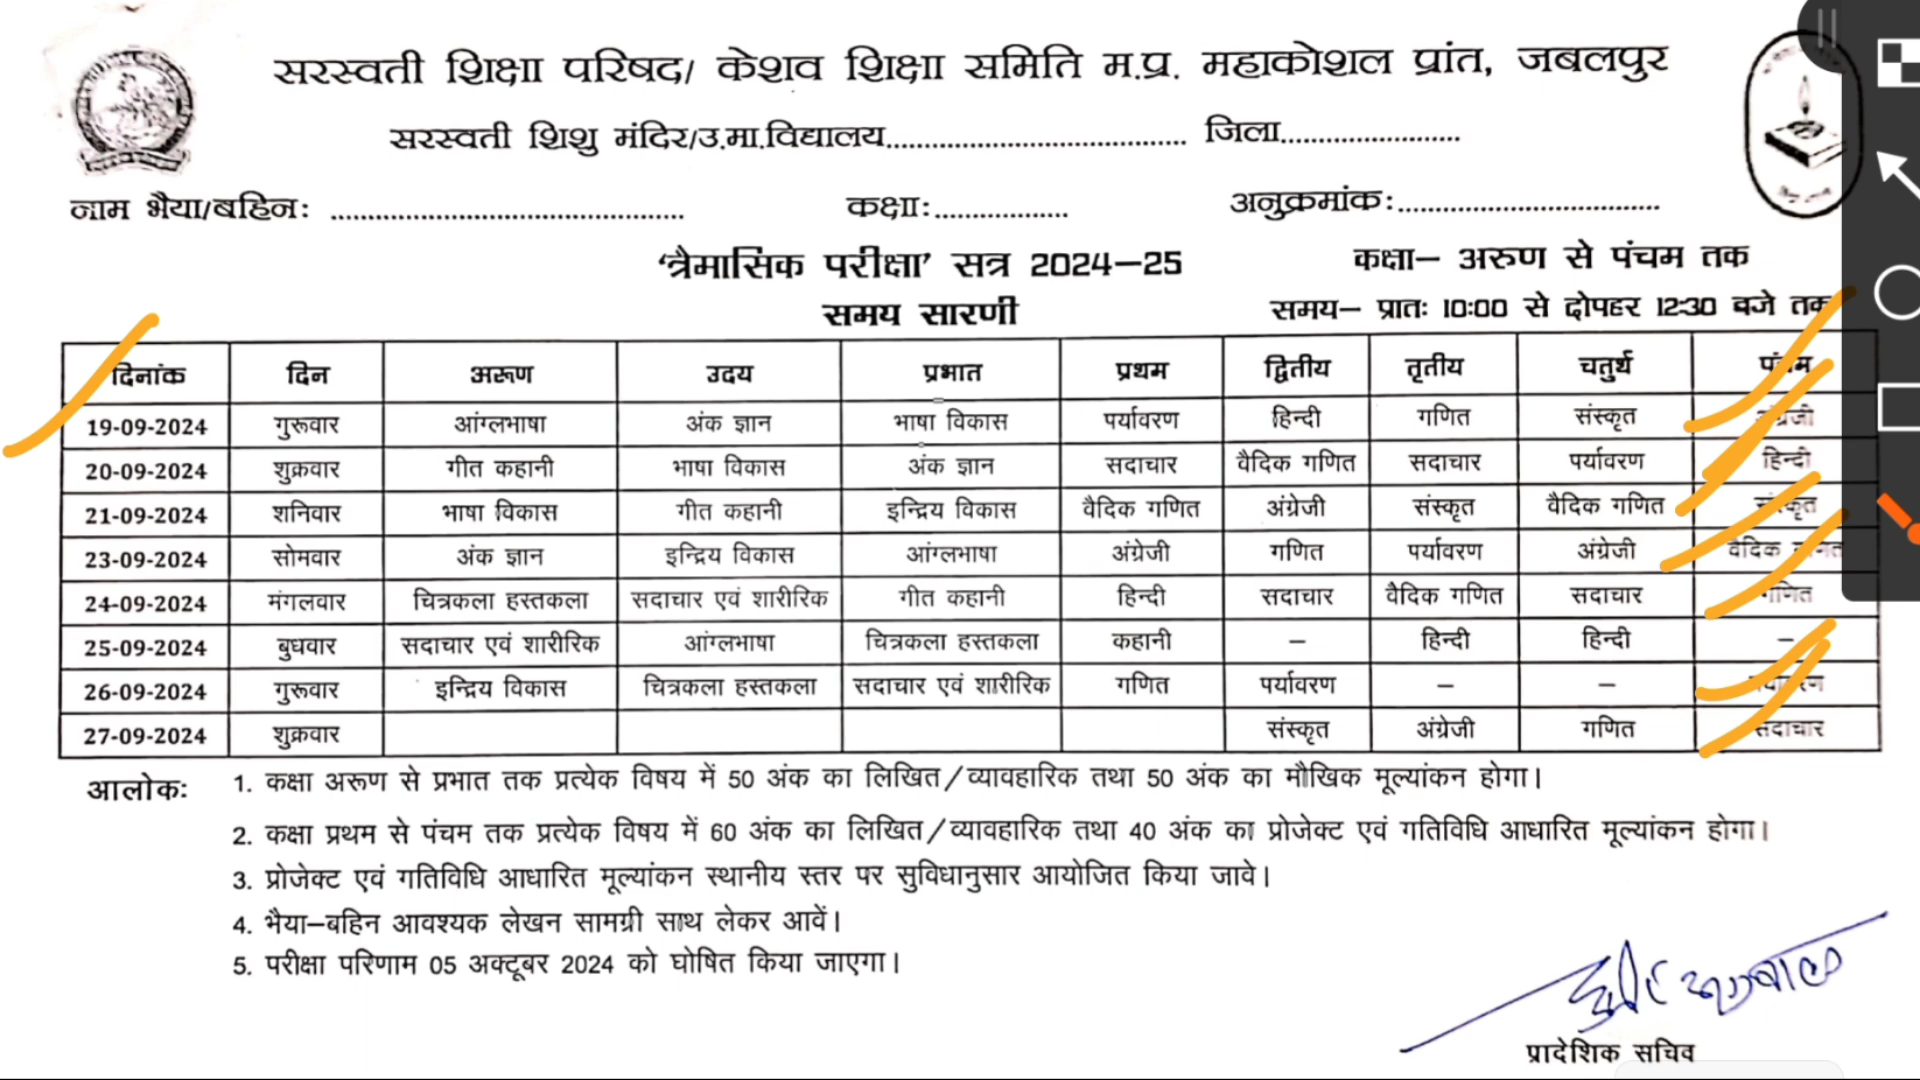 सरस्वती शिक्षा परिषद/ केशव शिक्षा समिति म.प्र. महाकोशल प्रांत, जबलपुर
सरस्वती शिशु मंदिर/उ.मा.विद्यालय........................................ जिला........................
नाम भैया/बहिनः ................................................ कक्षाः.................. अनुक्रमांकः...................................
'त्रैमासिक परीक्षा' सत्र 2024–25 कक्षा– अरुण से पंचम तक
समय सारणी समय– प्रातः 10:00 से दोपहर 12:30 बजे तक
दिनांक दिन अरूण उदय प्रभात प्रथम द्वितीय तृतीय चतुर्थ पंचम
19-09-2024 गुरूवार आंग्लभाषा अंक ज्ञान भाषा विकास पर्यावरण हिन्दी गणित संस्कृत अंग्रेजी
20-09-2024 शुक्रवार गीत कहानी भाषा विकास अंक ज्ञान सदाचार वैदिक गणित सदाचार पर्यावरण हिन्दी
21-09-2024 शनिवार भाषा विकास गीत कहानी इन्द्रिय विकास वैदिक गणित अंग्रेजी संस्कृत वैदिक गणित संस्कृत
23-09-2024 सोमवार अंक ज्ञान इन्द्रिय विकास आंग्लभाषा अंग्रेजी गणित पर्यावरण अंग्रेजी वैदिक गणित
24-09-2024 मंगलवार चित्रकला हस्तकला सदाचार एवं शारीरिक गीत कहानी हिन्दी सदाचार वैदिक गणित सदाचार गणित
25-09-2024 बुधवार सदाचार एवं शारीरिक आंग्लभाषा चित्रकला हस्तकला कहानी – हिन्दी हिन्दी –
26-09-2024 गुरूवार इन्द्रिय विकास चित्रकला हस्तकला सदाचार एवं शारीरिक गणित पर्यावरण – – पर्यावरण
27-09-2024 शुक्रवार संस्कृत अंग्रेजी गणित सदाचार
आलोकः 1. कक्षा अरूण से प्रभात तक प्रत्येक विषय में 50 अंक का लिखित/व्यावहारिक तथा 50 अंक का मौखिक मूल्यांकन होगा।
2. कक्षा प्रथम से पंचम तक प्रत्येक विषय में 60 अंक का लिखित/व्यावहारिक तथा 40 अंक का प्रोजेक्ट एवं गतिविधि आधारित मूल्यांकन होगा।
3. प्रोजेक्ट एवं गतिविधि आधारित मूल्यांकन स्थानीय स्तर पर सुविधानुसार आयोजित किया जावे।
4. भैया–बहिन आवश्यक लेखन सामग्री साथ लेकर आवें।
5. परीक्षा परिणाम 05 अक्टूबर 2024 को घोषित किया जाएगा।
प्रादेशिक सचिव